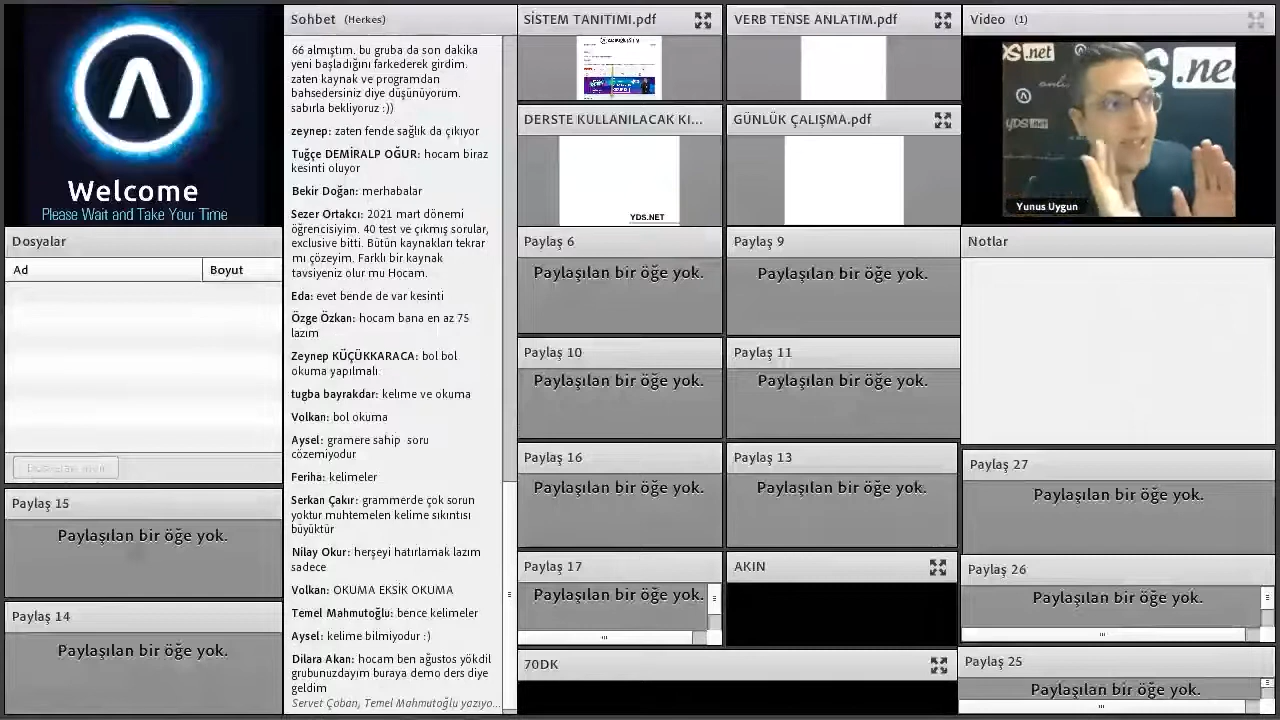 Welcome
Please Wait and Take Your Time
Dosyalar
Ad
Boyut
Paylaş 15
Paylaşılan bir öğe yok.
Paylaş 14
Paylaşılan bir öğe yok.
Sohbet (Herkes)
66 almıştım. bu gruba da son dakika
yeni başladığını farkederek girdim.
zaten kaynak ve programdan
bahsedersiniz diye düşünüyorum.
sabırla bekliyoruz :))
zeynep: zaten fende sağlık da çıkıyor
Tuğçe DEMİRALP OĞUR: hocam biraz
kesinti oluyor
Bekir Doğan: merhabalar
Sezer Ortakcı: 2021 mart dönemi
öğrencisiyim. 40 test ve çıkmış sorular,
exclusive bitti. Bütün kaynakları tekrar
mı çözeyim. Farklı bir kaynak
tavsiyeniz olur mu Hocam.
Eda: evet bende de var kesinti
Özge Özkan: hocam bana en az 75
lazım
Zeynep KÜÇÜKKARACA: bol bol
okuma yapılmalı
tugba bayrakdar: kelıme ve okuma
Volkan: bol okuma
Aysel: gramere sahip soru
cözemiyodur
Feriha: kelimeler
Serkan Çakır: grammerde çok sorun
yoktur muhtemelen kelime sıkıntısı
büyüktür
Nilay Okur: herşeyi hatırlamak lazım
sadece
Volkan: OKUMA EKSİK OKUMA
Temel Mahmutoğlu: bence kelimeler
Aysel: kelime bilmiyodur :)
Dilara Akan: hocam ben ağustos yökdil
grubunuzdayım buraya demo ders diye
geldim
Servet Çoban, Temel Mahmutoğlu yazıyo...
SİSTEM TANITIMI.pdf
VERB TENSE ANLATIM.pdf
DERSTE KULLANILACAK KI...
YDS.NET
GÜNLÜK ÇALIŞMA.pdf
Paylaş 6
Paylaşılan bir öğe yok.
Paylaş 9
Paylaşılan bir öğe yok.
Paylaş 10
Paylaşılan bir öğe yok.
Paylaş 11
Paylaşılan bir öğe yok.
Paylaş 16
Paylaşılan bir öğe yok.
Paylaş 13
Paylaşılan bir öğe yok.
Paylaş 17
Paylaşılan bir öğe yok.
AKIN
70DK
Video (1)
Yunus Uygun
Notlar
Paylaş 27
Paylaşılan bir öğe yok.
Paylaş 26
Paylaşılan bir öğe yok.
Paylaş 25
Paylaşılan bir öğe yok.